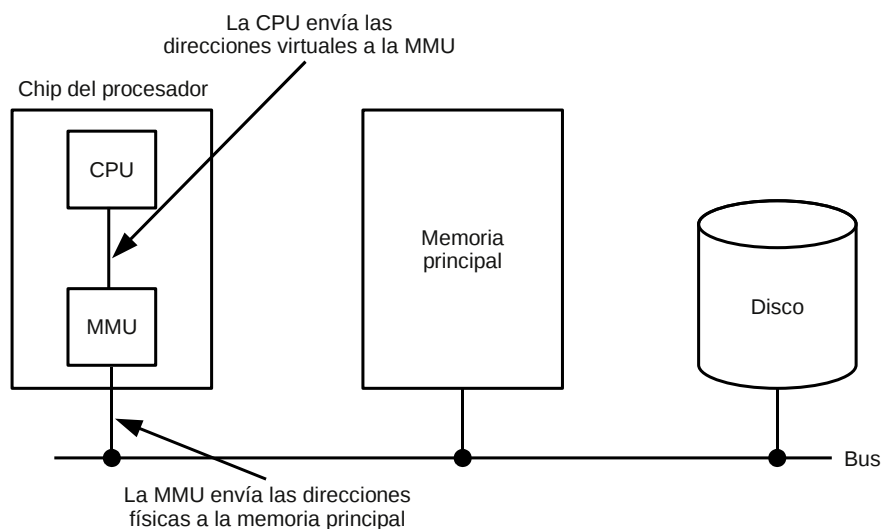 La CPU envía las
direcciones virtuales a la MMU
Chip del procesador
CPU
MMU
Memoria
principal
Disco
Bus
La MMU envía las direcciones
físicas a la memoria principal